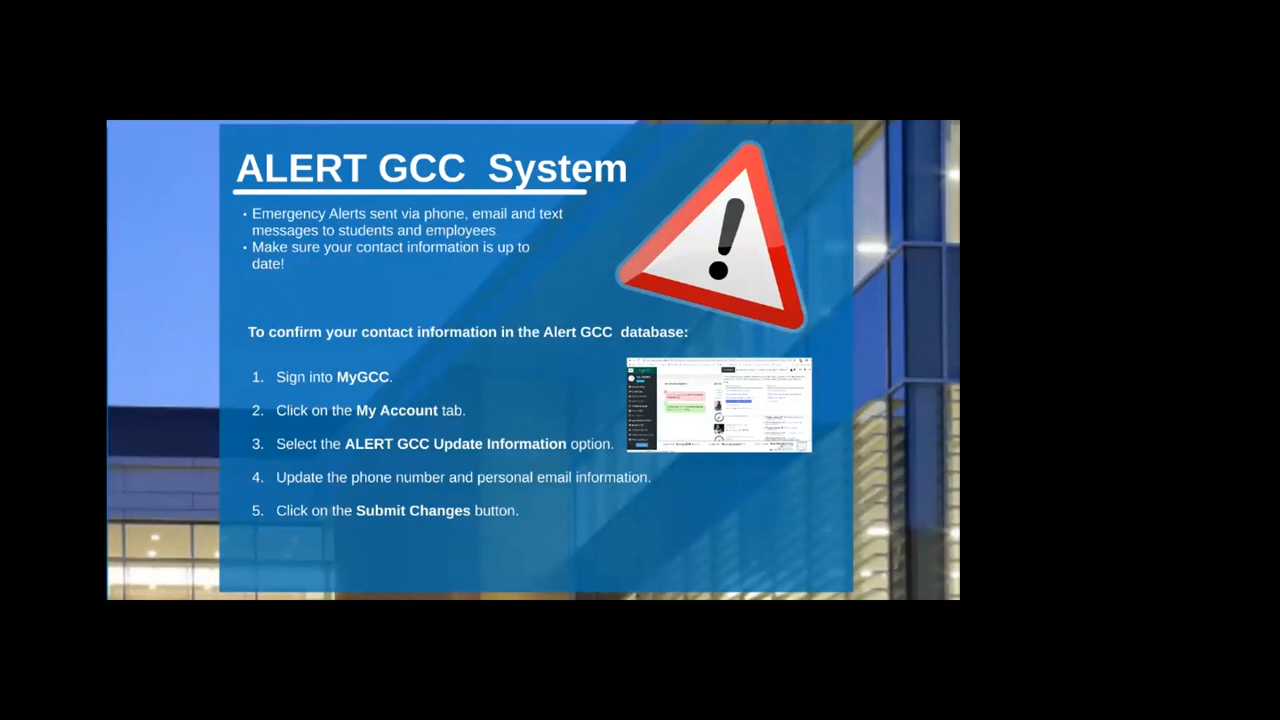 ALERT GCC  System
• Emergency Alerts sent via phone, email and text
messages to students and employees
• Make sure your contact information is up to
date!
To confirm your contact information in the Alert GCC  database:
1. Sign into MyGCC.
2. Click on the My Account tab.
3. Select the ALERT GCC Update Information option.
4. Update the phone number and personal email information.
5. Click on the Submit Changes button.